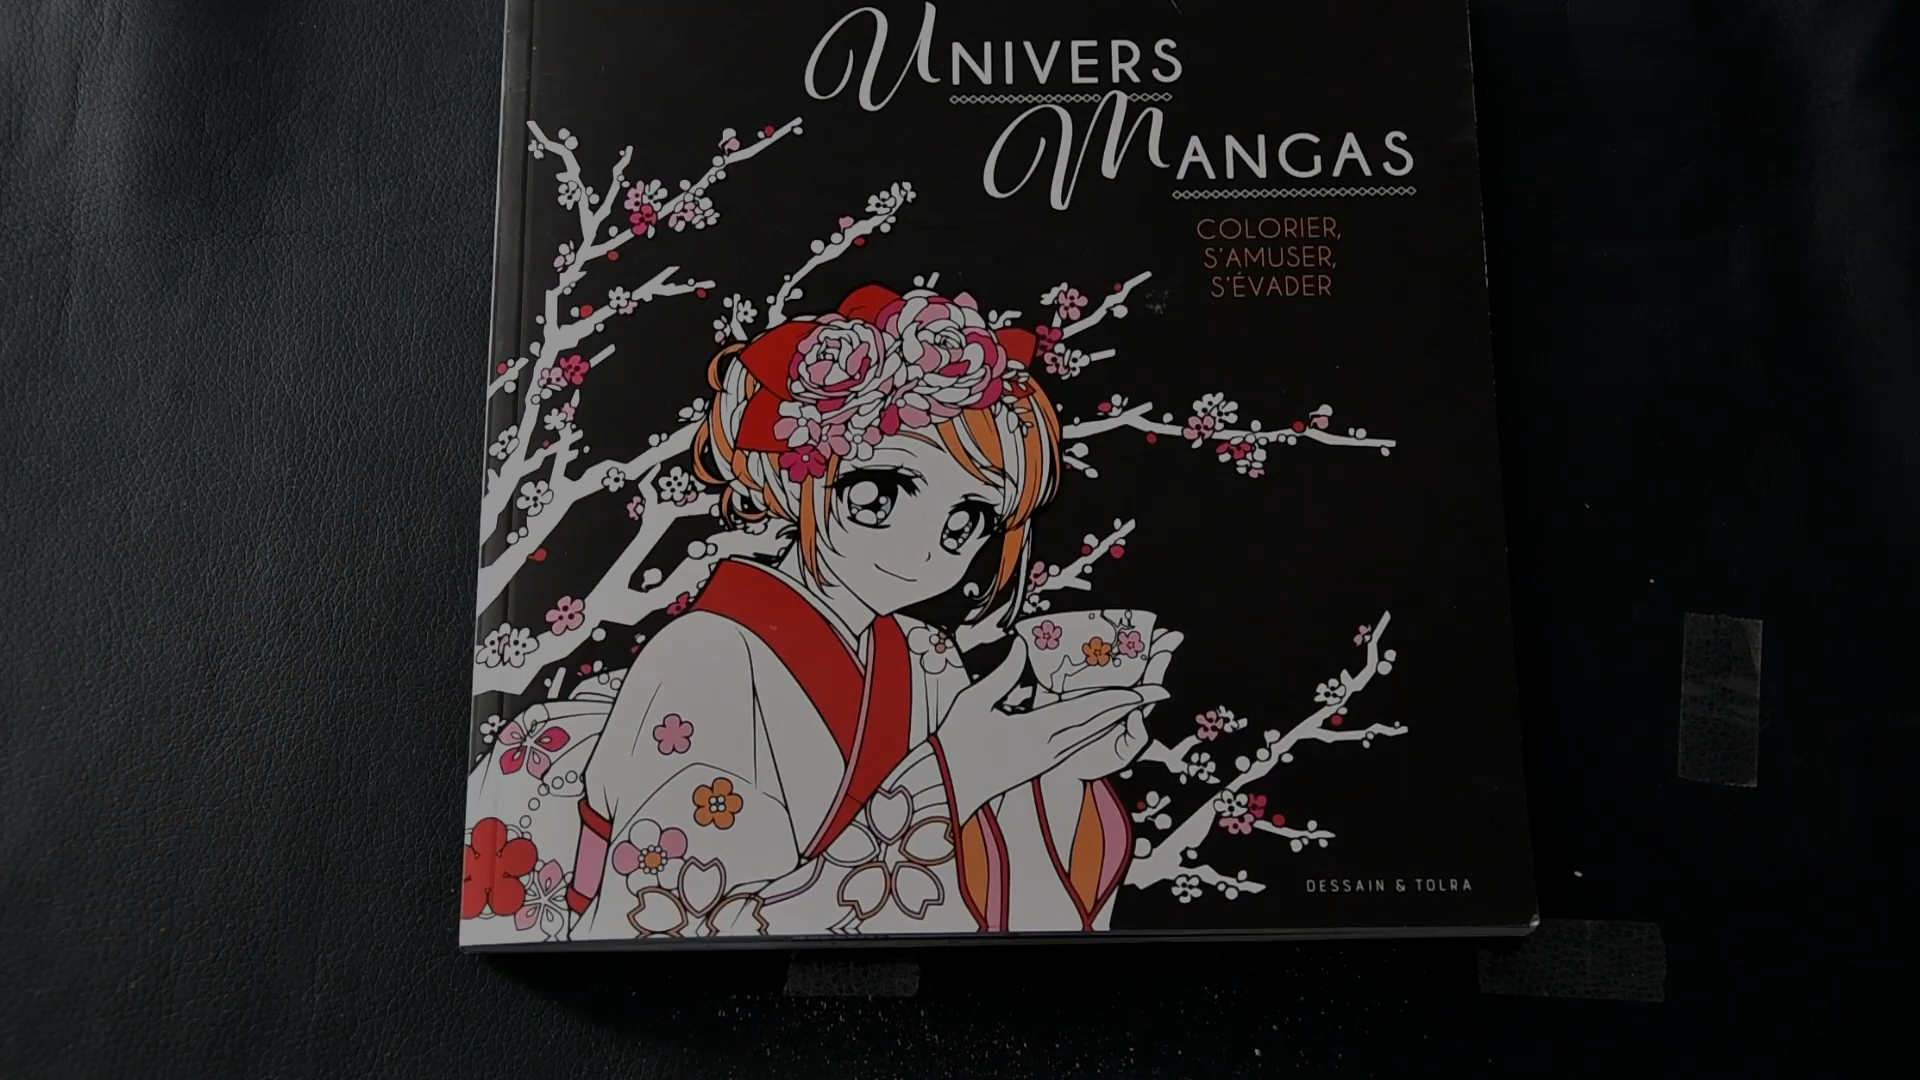 UNIVERS
MANGAS
COLORIER,
S'AMUSER,
S'ÉVADER
DESSAIN & TOLRA